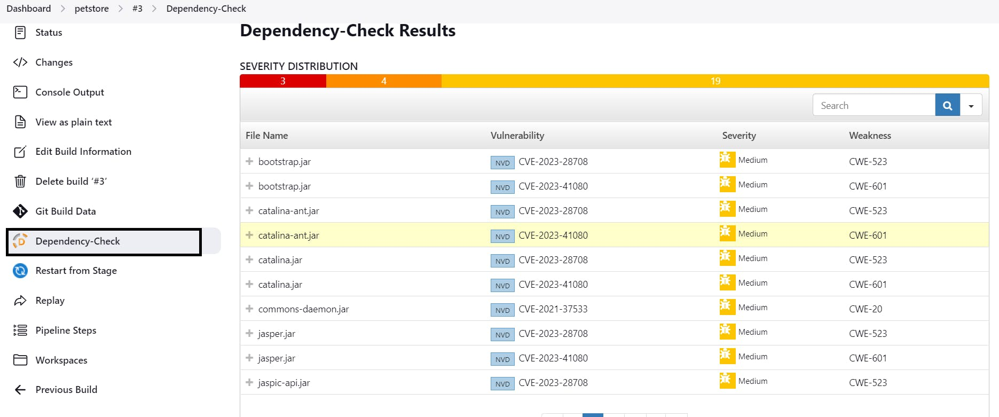 Dashboard > petstore > #3 > Dependency-Check
Status
Changes
Console Output
View as plain text
Edit Build Information
Delete build ‘#3’
Git Build Data
Dependency-Check
Restart from Stage
Replay
Pipeline Steps
Workspaces
Previous Build
Dependency-Check Results
SEVERITY DISTRIBUTION
3 4 19
Search
File Name Vulnerability Severity Weakness
bootstrap.jar NVD CVE-2023-28708 Medium CWE-523
bootstrap.jar NVD CVE-2023-41080 Medium CWE-601
catalina-ant.jar NVD CVE-2023-28708 Medium CWE-523
catalina-ant.jar NVD CVE-2023-41080 Medium CWE-601
catalina.jar NVD CVE-2023-28708 Medium CWE-523
catalina.jar NVD CVE-2023-41080 Medium CWE-601
commons-daemon.jar NVD CVE-2021-37533 Medium CWE-20
jasper.jar NVD CVE-2023-28708 Medium CWE-523
jasper.jar NVD CVE-2023-41080 Medium CWE-601
jaspic-api.jar NVD CVE-2023-28708 Medium CWE-523